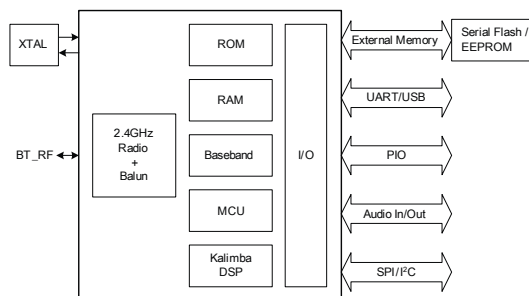 XTAL
BT_RF
2.4GHz
Radio
+
Balun
ROM
RAM
Baseband
MCU
Kalimba
DSP
I/O
External Memory
Serial Flash /
EEPROM
UART/USB
PIO
Audio In/Out
SPI/I²C